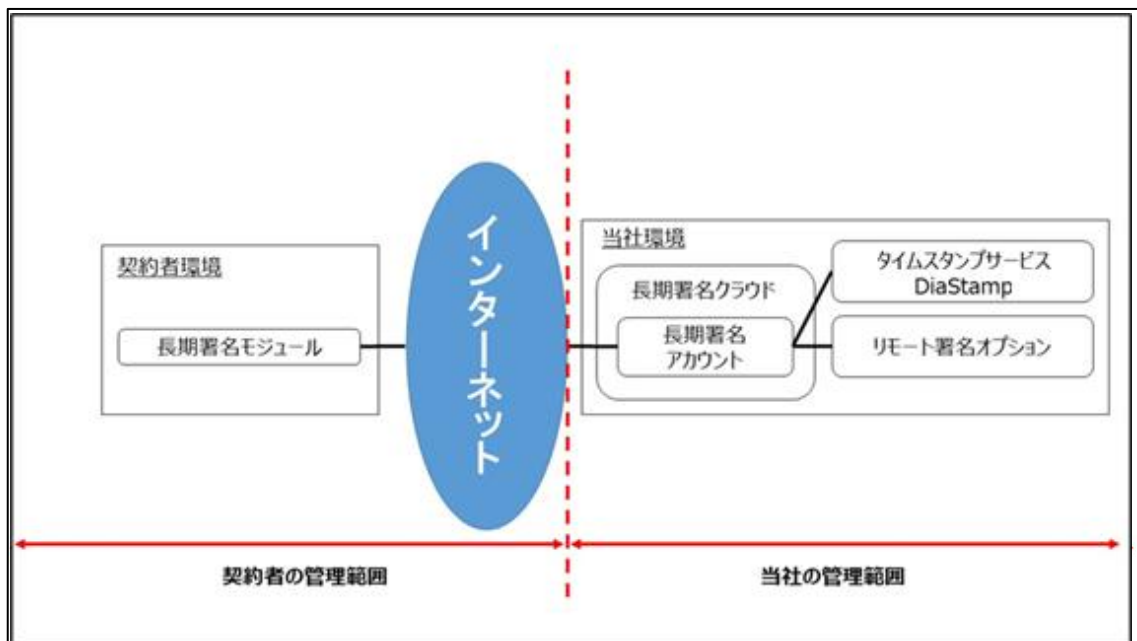 契約者環境
長期署名モジュール
インターネット
当社環境
長期署名クラウド
長期署名
アカウント
タイムスタンプサービス
DiaStamp
リモート署名オプション
契約者の管理範囲
当社の管理範囲